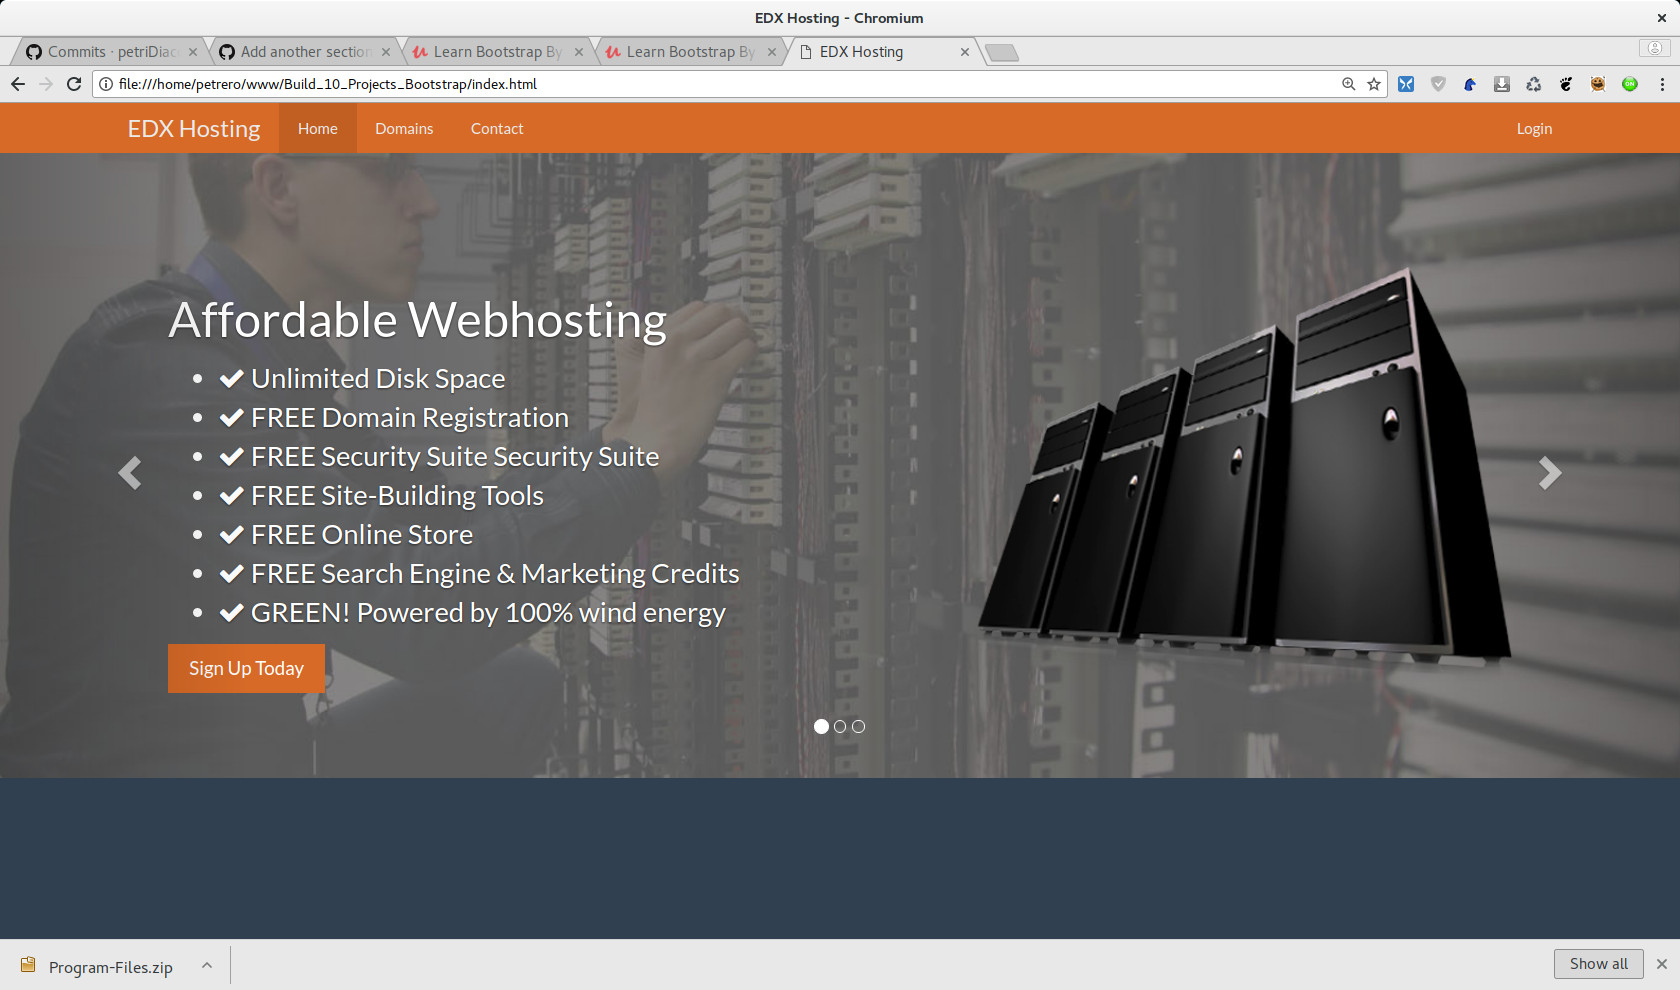 EDX Hosting - Chromium
Commits · petriDiac
Add another section
Learn Bootstrap By
Learn Bootstrap By
EDX Hosting
file:///home/petrero/www/Build_10_Projects_Bootstrap/index.html
ON
EDX Hosting
Home
Domains
Contact
Login
Affordable Webhosting
Unlimited Disk Space
FREE Domain Registration
FREE Security Suite Security Suite
FREE Site-Building Tools
FREE Online Store
FREE Search Engine & Marketing Credits
GREEN! Powered by 100% wind energy
Sign Up Today
Program-Files.zip
Show all